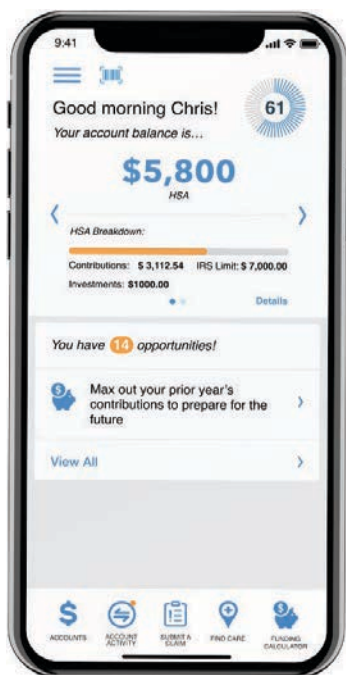 9:41
Good morning Chris!
61
Your account balance is...
$5,800
HSA
HSA Breakdown:
Contributions: $ 3,112.54 IRS Limit: $ 7,000.00
Investments: $1000.00
Details
You have 14 opportunities!
Max out your prior year's
contributions to prepare for the
future
View All
ACCOUNTS
ACCOUNT
ACTIVITY
SUBMIT A
CLAIM
FIND CARE
FUNDING
CALCULATOR